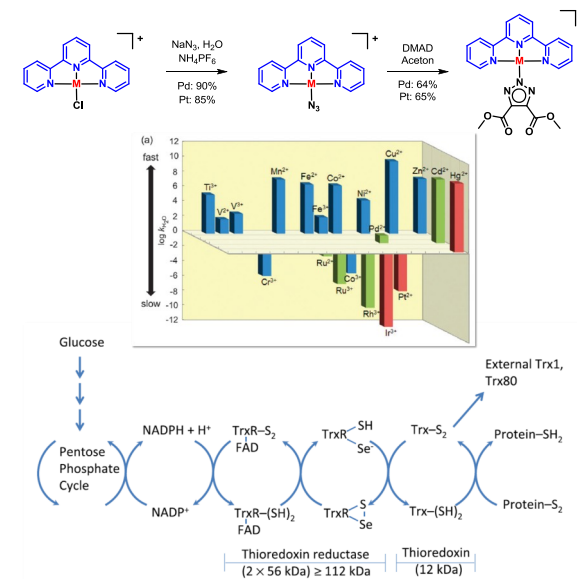 NaN3, H2O
NH4PF6
Pd: 90%
Pt: 85%
DMAD
Aceton
Pd: 64%
Pt: 65%
N
N
N
M
Cl
]+
N
N
N
M
N3
]+
N
N
N
M
N
N N
O O
O O
]+
(a)
fast
slow
log kH2O
12
10
8
6
4
2
0
-2
-4
-6
-8
-10
-12
Ti3+
V2+
V3+
Cr3+
Mn2+
Fe2+
Fe3+
Co2+
Co3+
Ni2+
Cu2+
Zn2+
Cd2+
Hg2+
Pd2+
Ru2+
Ru3+
Rh3+
Ir3+
Pt2+
Glucose
Pentose
Phosphate
Cycle
NADPH + H+
NADP+
TrxR–S2
FAD
TrxR–(SH)2
FAD
TrxR SH
Se-
TrxR S
Se
Trx–S2
Trx–(SH)2
External Trx1,
Trx80
Protein–SH2
Protein–S2
Thioredoxin reductase
(2 × 56 kDa) ≥ 112 kDa
Thioredoxin
(12 kDa)